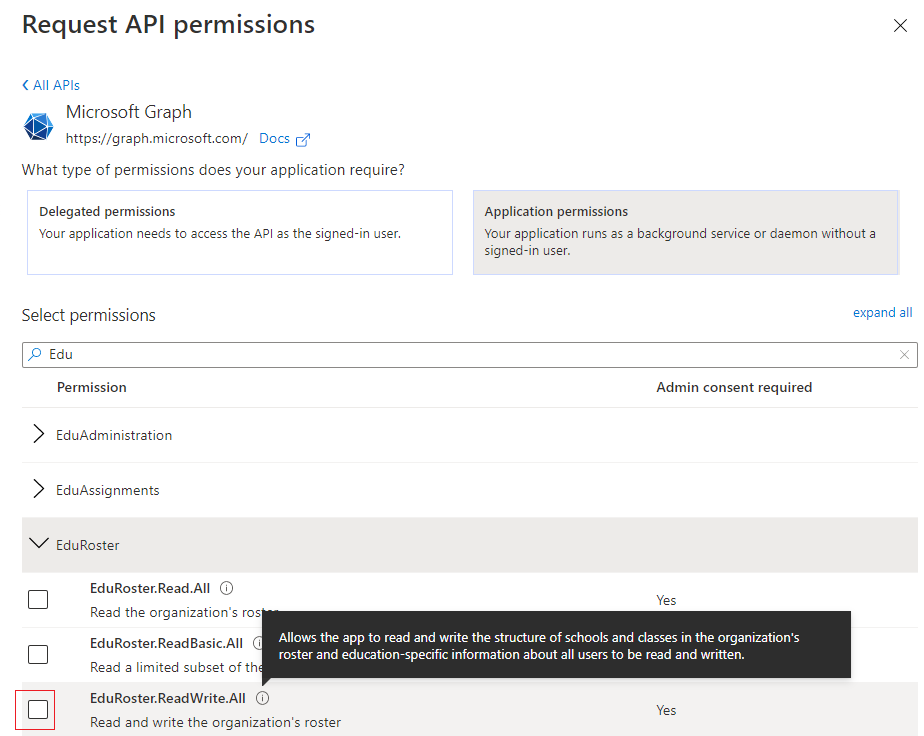 Request API permissions
All APIs
Microsoft Graph
https://graph.microsoft.com/ Docs
What type of permissions does your application require?
Delegated permissions
Your application needs to access the API as the signed-in user.
Application permissions
Your application runs as a background service or daemon without a
signed-in user.
Select permissions
expand all
Edu
Permission
Admin consent required
EduAdministration
EduAssignments
EduRoster
EduRoster.Read.All
Read the organization's roster
Yes
EduRoster.ReadBasic.All
Read a limited subset of the
Allows the app to read and write the structure of schools and classes in the organization's
roster and education-specific information about all users to be read and written.
EduRoster.ReadWrite.All
Read and write the organization's roster
Yes